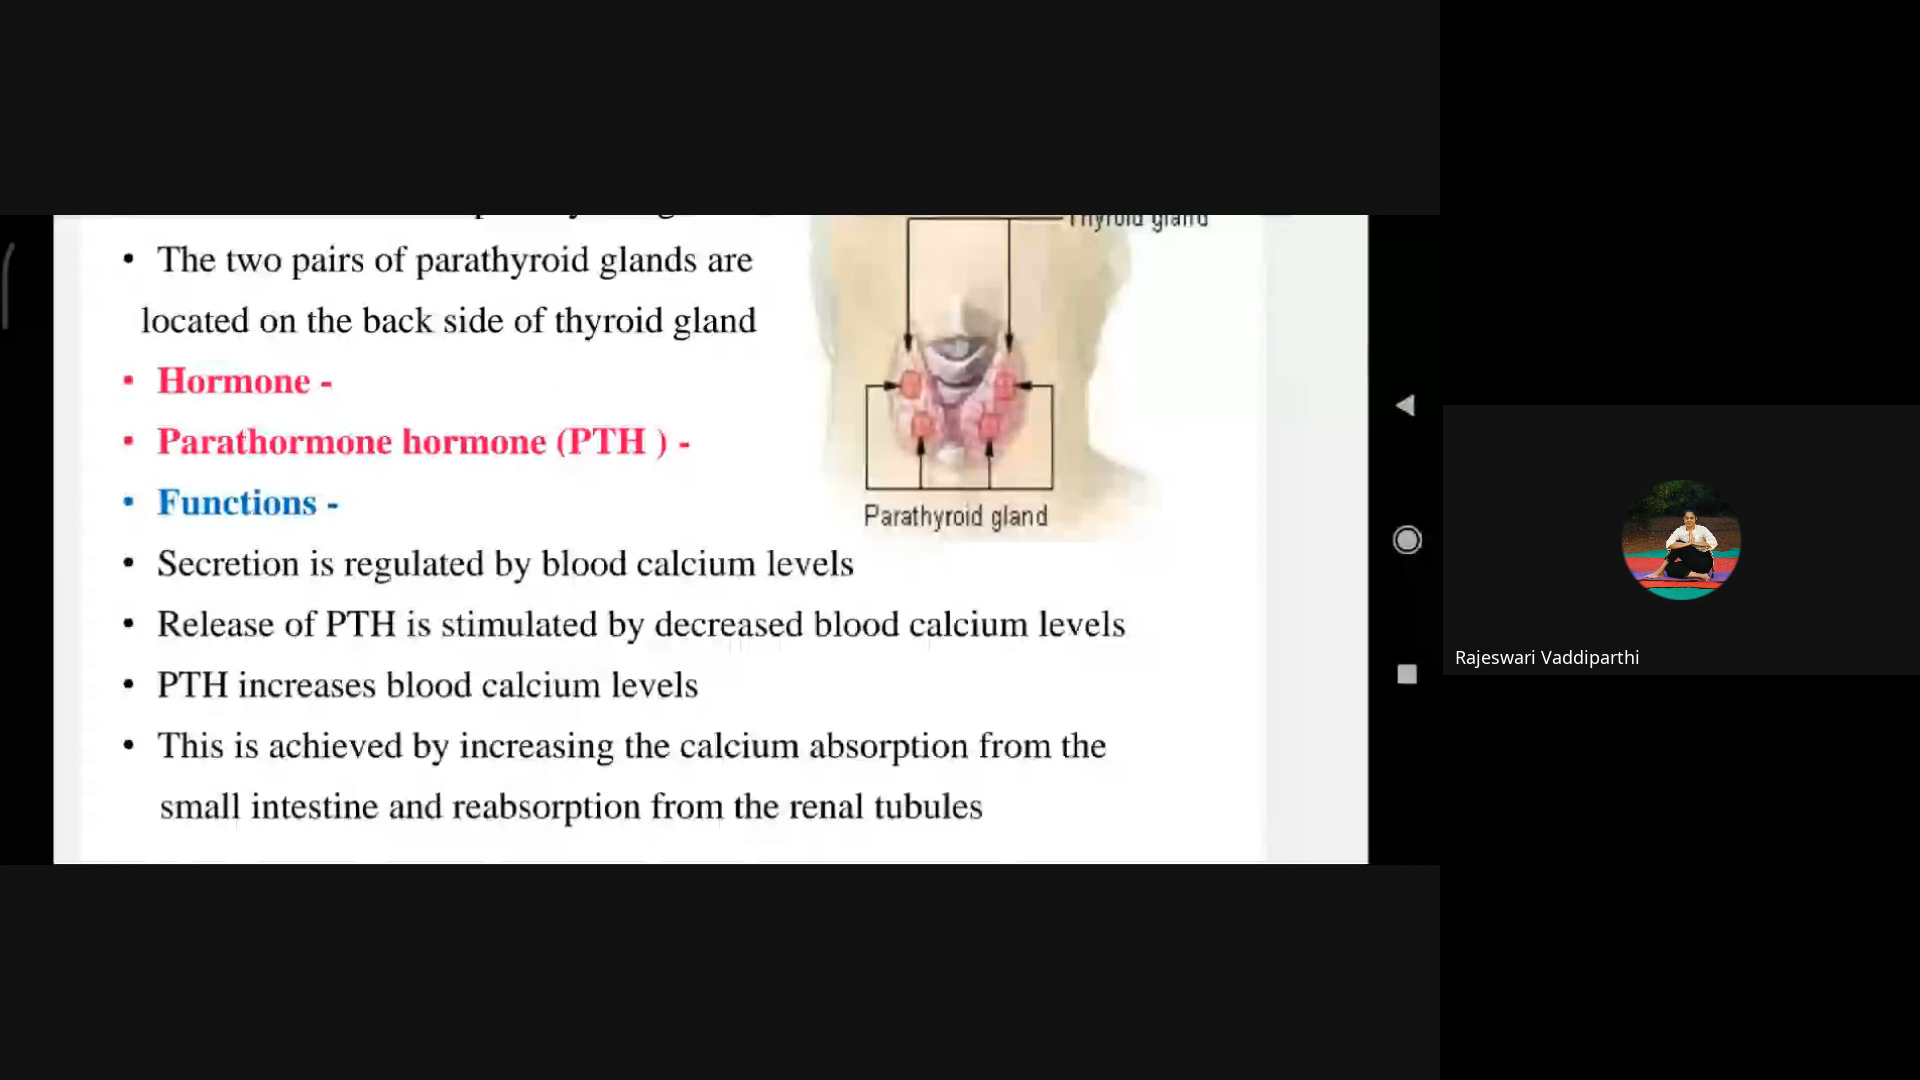 Thyroid gland
• The two pairs of parathyroid glands are
located on the back side of thyroid gland
• Hormone -
• Parathormone hormone (PTH ) -
• Functions -
Parathyroid gland
• Secretion is regulated by blood calcium levels
• Release of PTH is stimulated by decreased blood calcium levels
• PTH increases blood calcium levels
• This is achieved by increasing the calcium absorption from the
small intestine and reabsorption from the renal tubules
Rajeswari Vaddiparthi